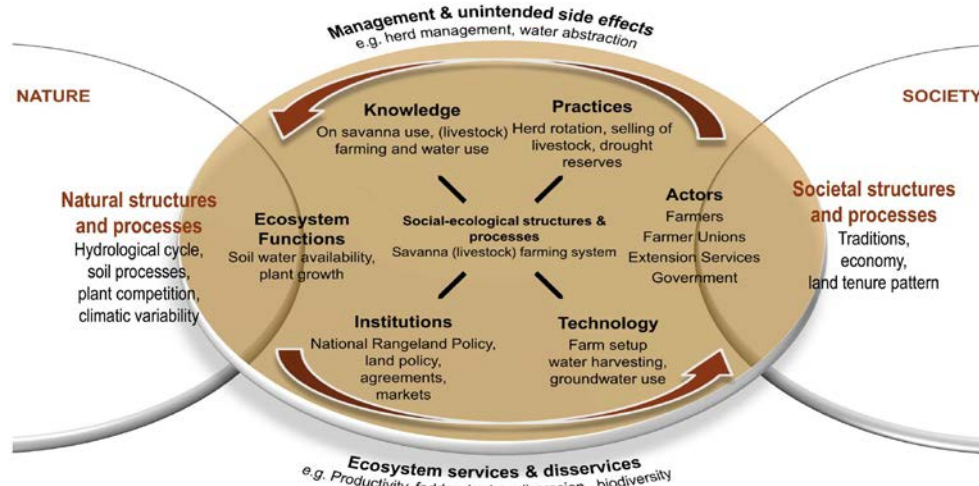 Management & unintended side effects
e.g. herd management, water abstraction
NATURE
SOCIETY
Knowledge
On savanna use, (livestock)
farming and water use
Practices
Herd rotation, selling of
livestock, drought
reserves
Natural structures
and processes
Hydrological cycle,
soil processes,
plant competition,
climatic variability
Ecosystem
Functions
Soil water availability,
plant growth
Social-ecological structures &
processes
Savanna (livestock) farming system
Actors
Farmers
Farmer Unions
Extension Services
Government
Societal structures
and processes
Traditions,
economy,
land tenure pattern
Institutions
National Rangeland Policy,
land policy,
agreements,
markets
Technology
Farm setup
water harvesting,
groundwater use
Ecosystem services & disservices
e.g. Productivity, biodiversity